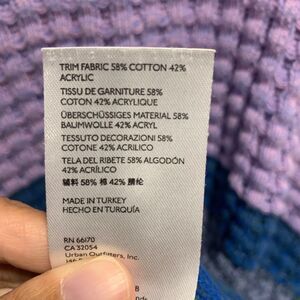 TRIM FABRIC 58% COTTON 42%
ACRYLIC
TISSU DE GARNITURE 58%
COTON 42% ACRYLIQUE
ÜBERSCHÜSSIGES MATERIAL 58%
BAUMWOLLE 42% ACRYL
TESSUTO DECORAZIONI 58%
COTONE 42% ACRILICO
TELA DEL RIBETE 58% ALGODÓN
42% ACRÍLICO
辅料 58% 棉 42% 腈纶
MADE IN TURKEY
HECHO EN TURQUÍA
RN 66170
CA 32054
Urban Outfitters, Inc.
B